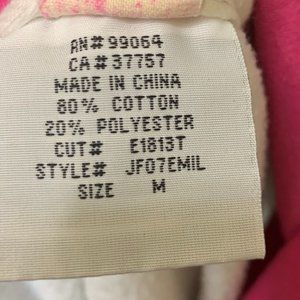 RN# 99064
CA# 37757
MADE IN CHINA
80% COTTON
20% POLYESTER
CUT# E1813T
STYLE# JF07EMIL
SIZE M